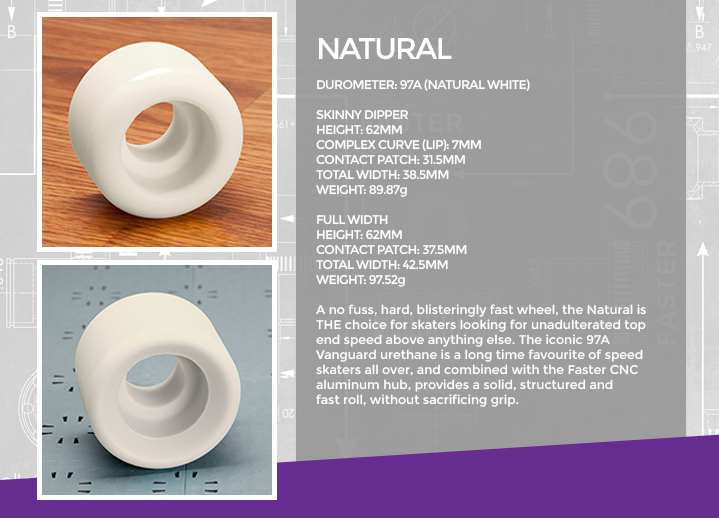 NATURAL
DUROMETER: 97A (NATURAL WHITE)
SKINNY DIPPER
HEIGHT: 62MM
COMPLEX CURVE (LIP): 7MM
CONTACT PATCH: 31.5MM
TOTAL WIDTH: 38.5MM
WEIGHT: 89.87g
FULL WIDTH
HEIGHT: 62MM
CONTACT PATCH: 37.5MM
TOTAL WIDTH: 42.5MM
WEIGHT: 97.52g
A no fuss, hard, blisteringly fast wheel, the Natural is
THE choice for skaters looking for unadulterated top
end speed above anything else. The iconic 97A
Vanguard urethane is a long time favourite of speed
skaters all over, and combined with the Faster CNC
aluminum hub, provides a solid, structured and
fast roll, without sacrificing grip.
B
B
FASTER